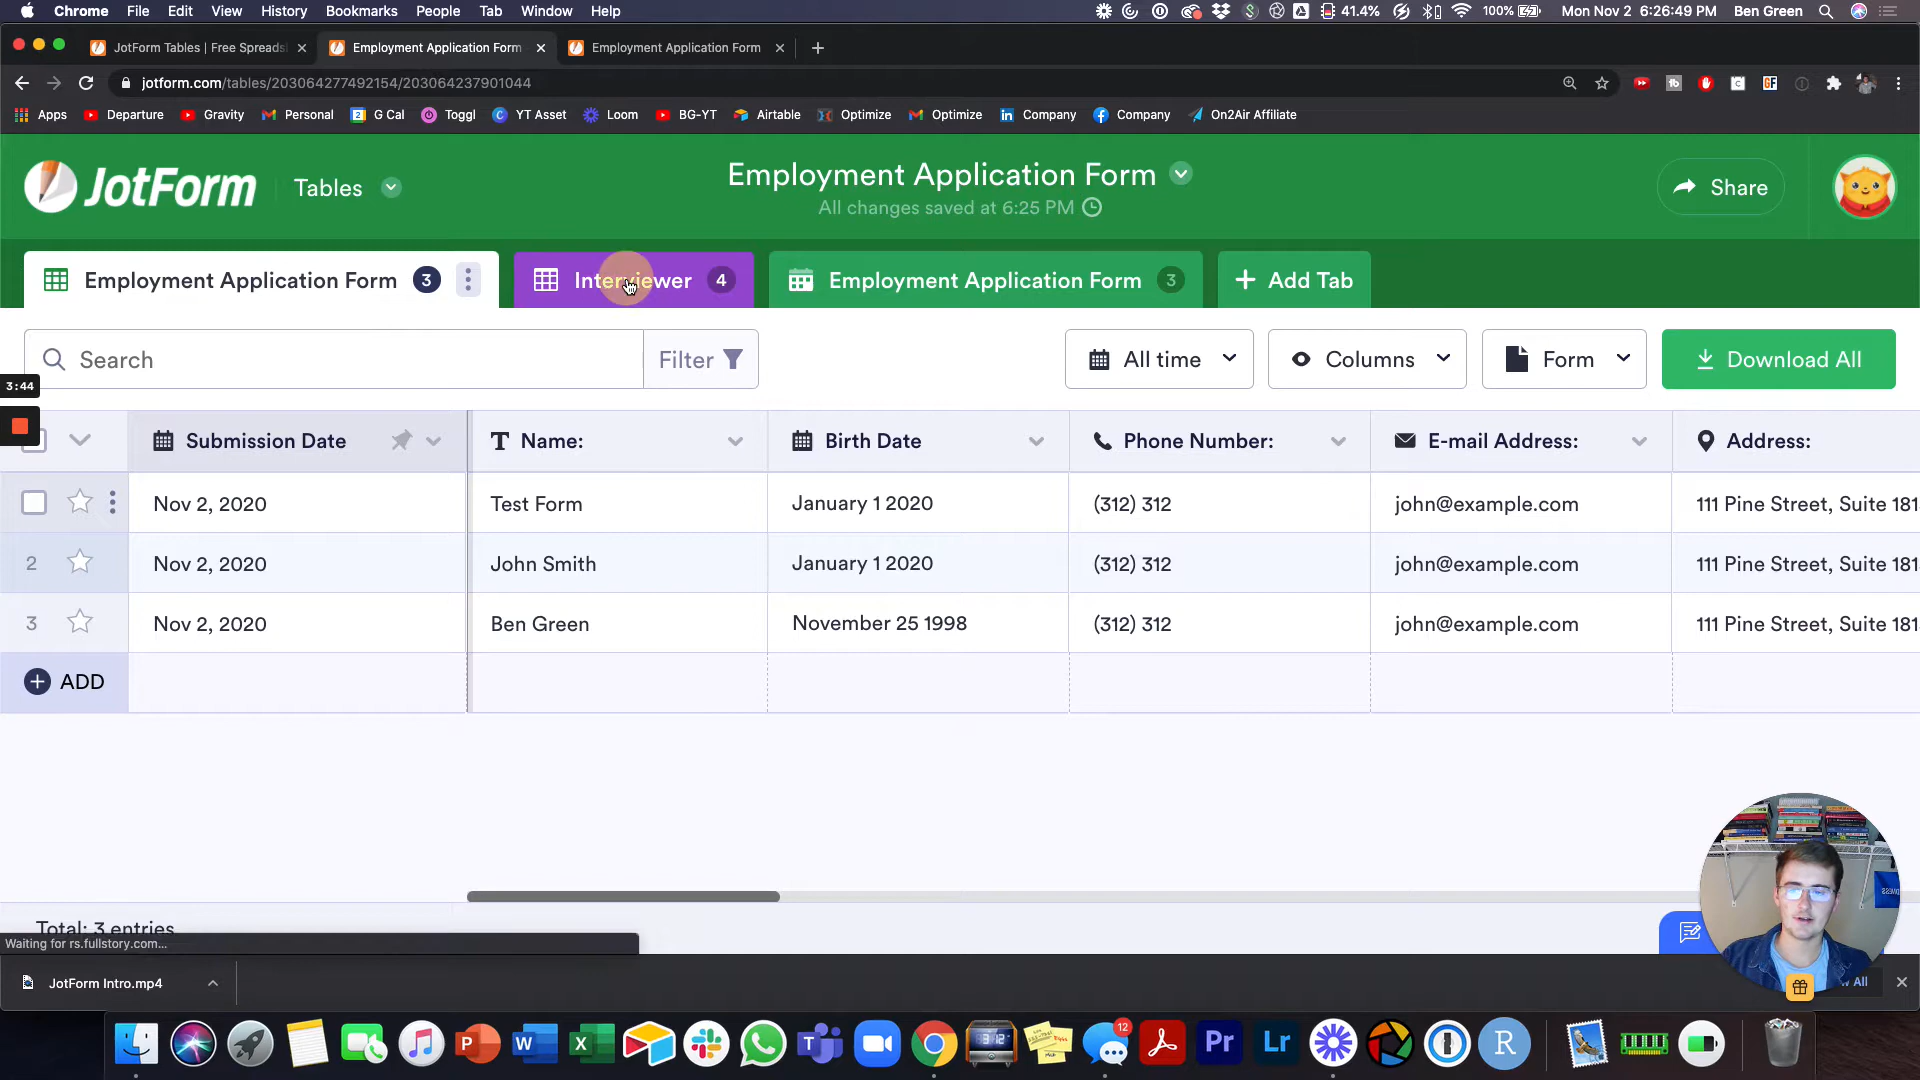 Chrome File Edit View History Bookmarks People Tab Window Help 41.4% 100% Mon Nov 2 6:26:49 PM Ben Green
JotForm Tables | Free Spreads Employment Application Form Employment Application Form
jotform.com/tables/203064277492154/203064237901044
Apps Departure Gravity Personal G Cal Toggl YT Asset Loom BG-YT Airtable Optimize Optimize Company Company On2Air Affiliate
JotForm Tables
Employment Application Form
All changes saved at 6:25 PM
Share
Employment Application Form 3 Interviewer 4 Employment Application Form 3 + Add Tab
Search Filter All time Columns Form Download All
3:44
Submission Date Name: Birth Date Phone Number: E-mail Address: Address:
Nov 2, 2020 Test Form January 1 2020 (312) 312 john@example.com 111 Pine Street, Suite 181
2 Nov 2, 2020 John Smith January 1 2020 (312) 312 john@example.com 111 Pine Street, Suite 181
3 Nov 2, 2020 Ben Green November 25 1998 (312) 312 john@example.com 111 Pine Street, Suite 181
ADD
Total: 3 entries
Waiting for rs.fullstory.com...
JotForm Intro.mp4
All
12